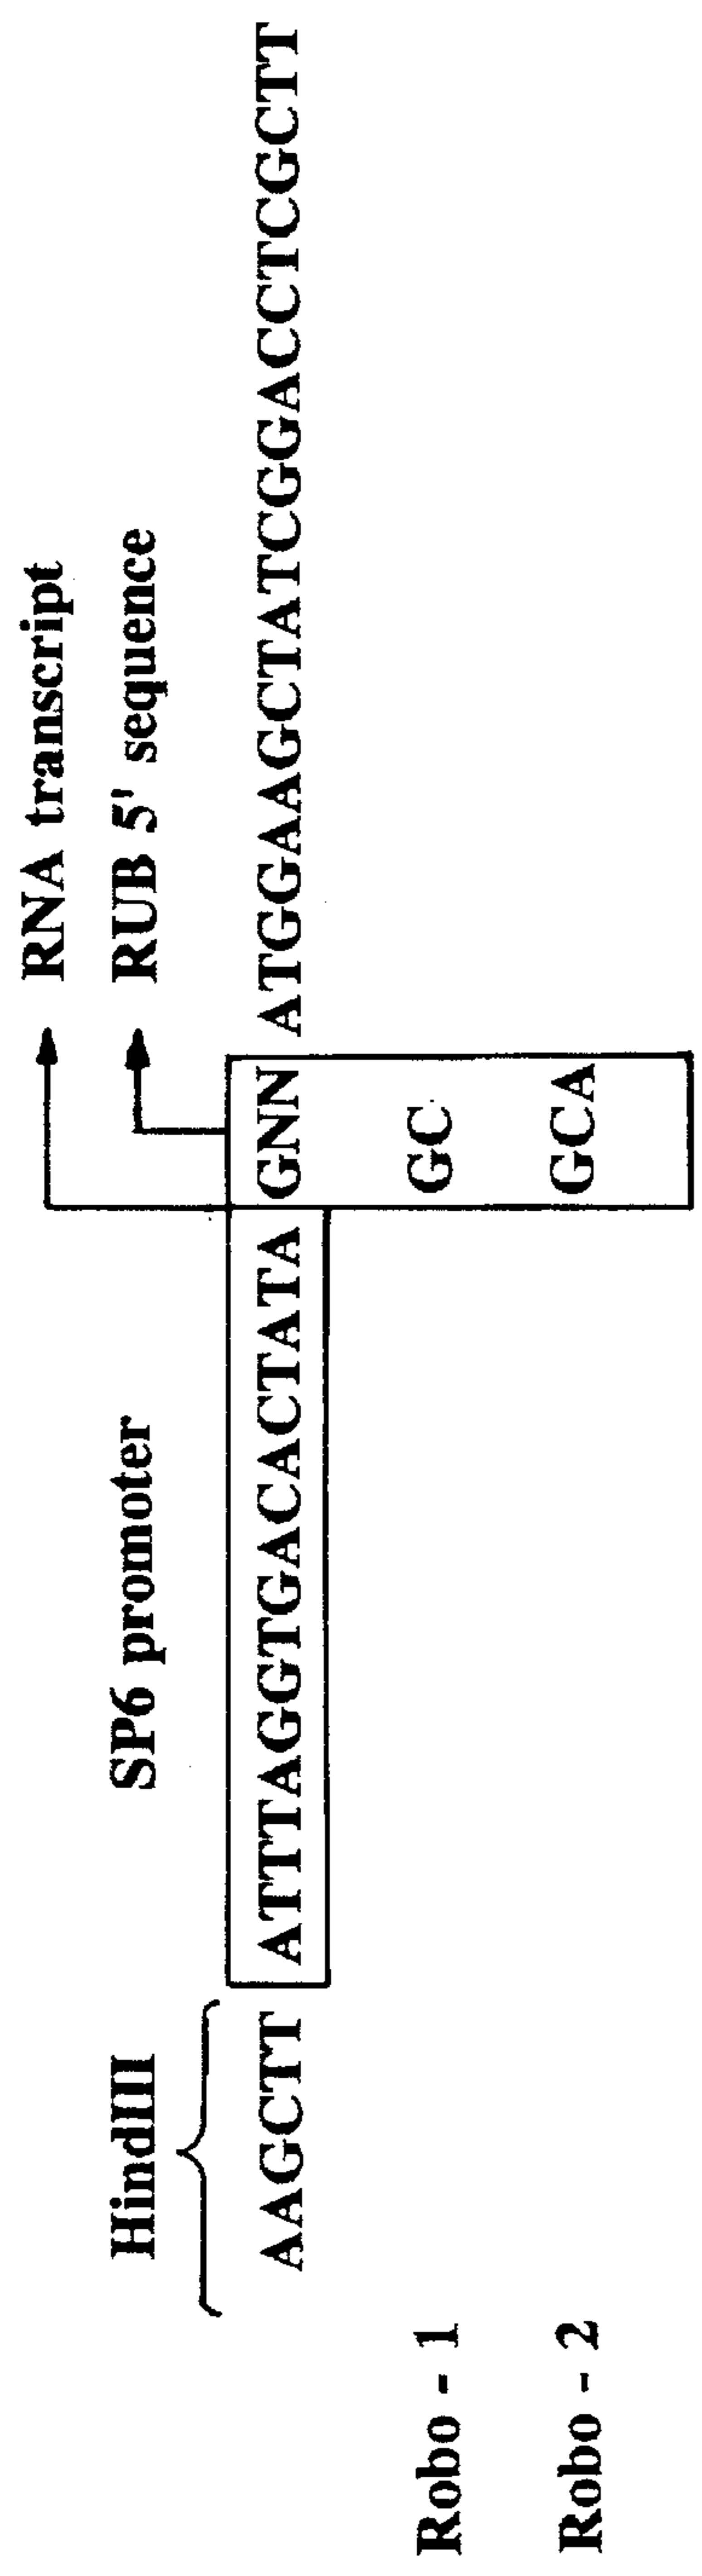 RNA transcript
HindIII SP6 promoter RUB 5' sequence
AAGCTT ATTTAGGTGACACTATA GNN ATGGAAGCTATCGGACCTCGCTT
Robo - 1 GC
Robo - 2 GCA